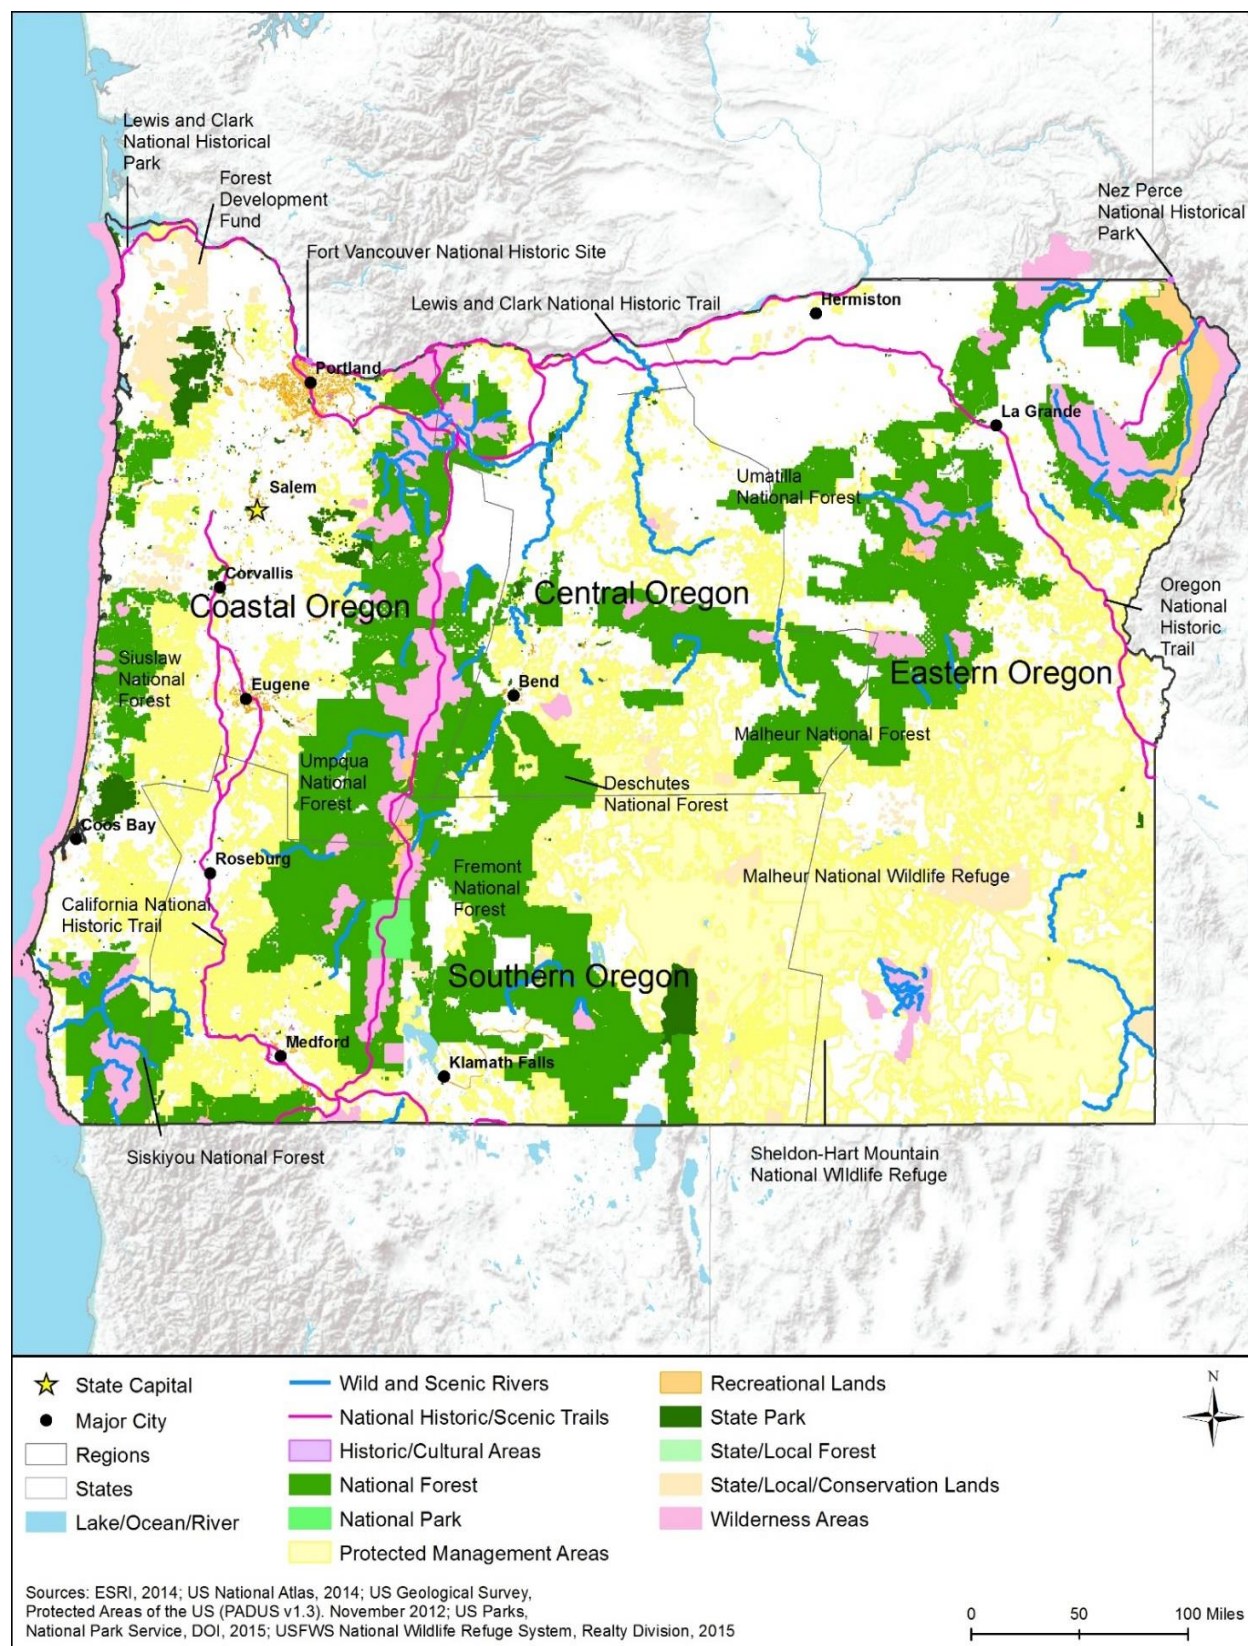 Lewis and Clark
National Historical
Park
Forest
Development
Fund
Nez Perce
National Historical
Park
Fort Vancouver National Historic Site
Lewis and Clark National Historic Trail
Hermiston
Portland
La Grande
Umatilla
National Forest
Salem
Corvallis
Coastal Oregon
Central Oregon
Oregon
National
Historic
Trail
Siuslaw
National
Forest
Eugene
Bend
Eastern Oregon
Malheur National Forest
Umpqua
National
Forest
Deschutes
National Forest
Coos Bay
Roseburg
Fremont
National
Forest
Malheur National Wildlife Refuge
California National
Historic Trail
Southern Oregon
Medford
Klamath Falls
Siskiyou National Forest
Sheldon-Hart Mountain
National WIldlife Refuge
State Capital
Major City
Regions
States
Lake/Ocean/River
Wild and Scenic Rivers
National Historic/Scenic Trails
Historic/Cultural Areas
National Forest
National Park
Protected Management Areas
Recreational Lands
State Park
State/Local Forest
State/Local/Conservation Lands
Wilderness Areas
N
Sources: ESRI, 2014; US National Atlas, 2014; US Geological Survey,
Protected Areas of the US (PADUS v1.3). November 2012; US Parks,
National Park Service, DOI, 2015; USFWS National Wildlife Refuge System, Realty Division, 2015
0 50 100 Miles